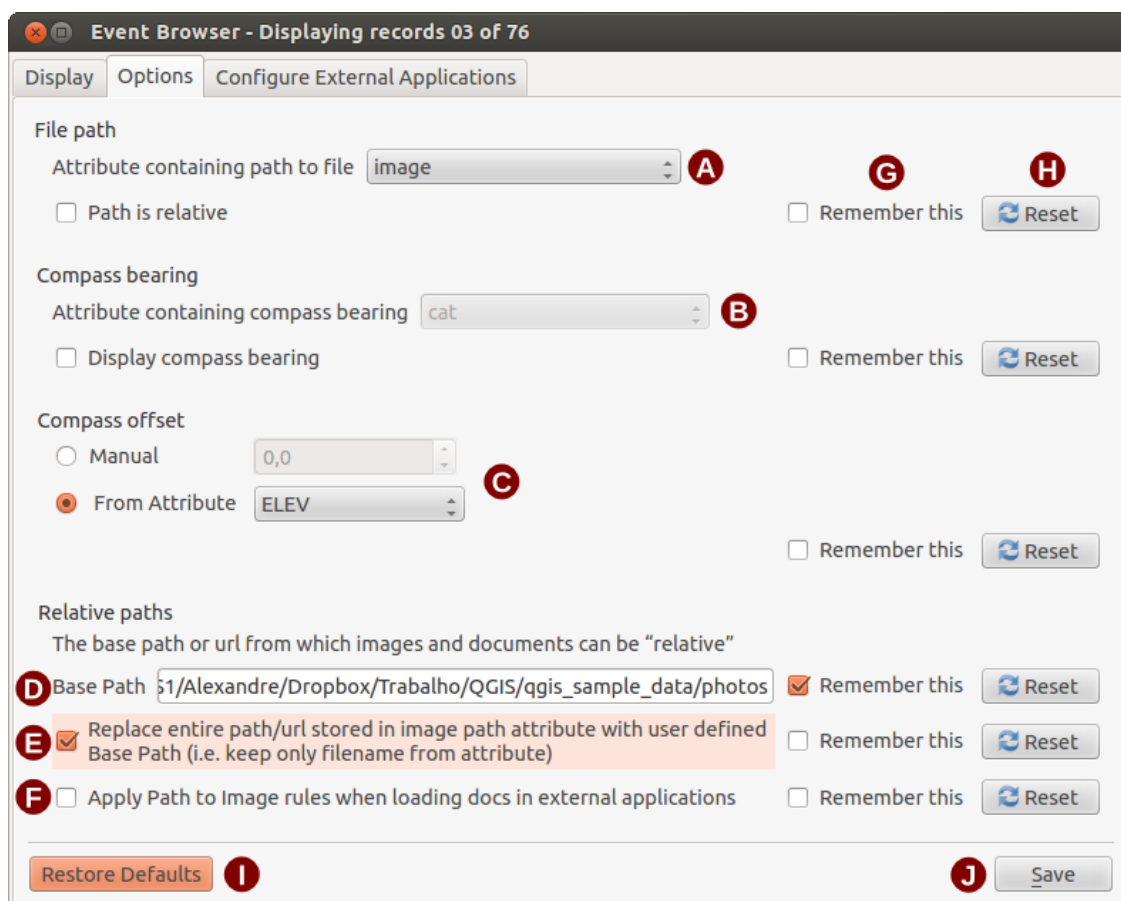 Event Browser - Displaying records 03 of 76
Display Options Configure External Applications
File path
Attribute containing path to file image A G H
Path is relative Remember this Reset
Compass bearing
Attribute containing compass bearing cat B
Display compass bearing Remember this Reset
Compass offset
Manual 0,0
C
From Attribute ELEV
Remember this Reset
Relative paths
The base path or url from which images and documents can be “relative”
D Base Path 51/Alexandre/Dropbox/Trabalho/QGIS/qgis_sample_data/photos Remember this Reset
E Replace entire path/url stored in image path attribute with user defined
Base Path (i.e. keep only filename from attribute) Remember this Reset
F Apply Path to Image rules when loading docs in external applications Remember this Reset
Restore Defaults I J Save